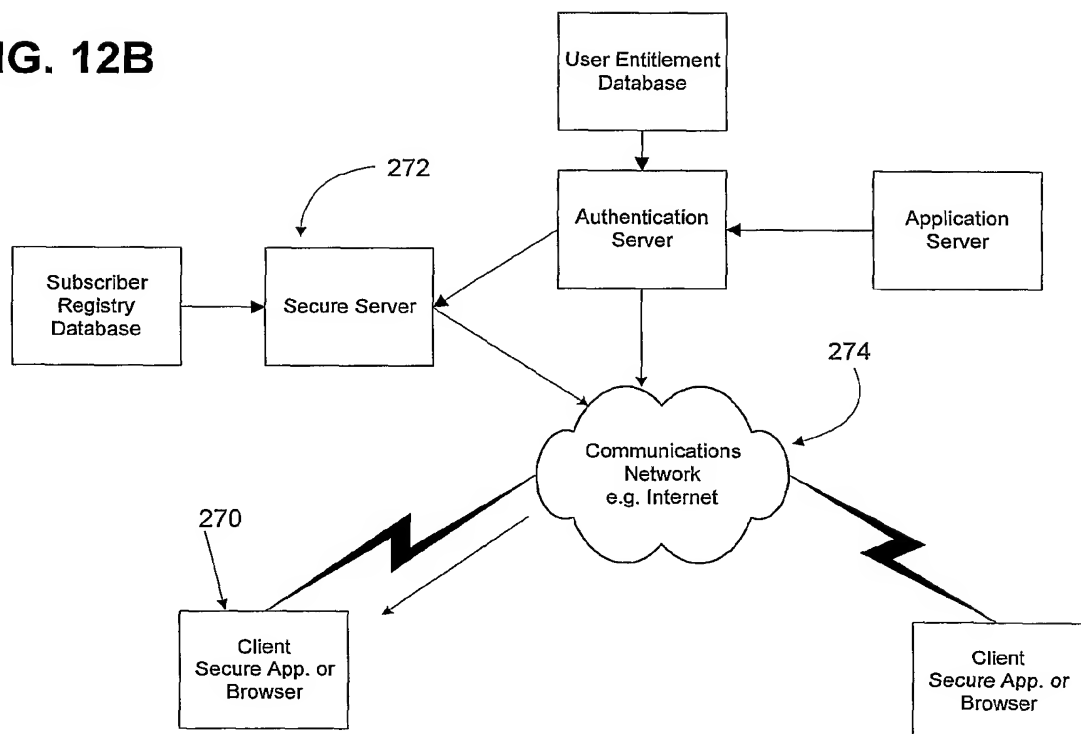 IG. 12B
User Entitlement
Database
272
Authentication
Server
Application
Server
Subscriber
Registry
Database
Secure Server
274
Communications
Network
e.g. Internet
270
Client
Secure App. or
Browser
Client
Secure App. or
Browser